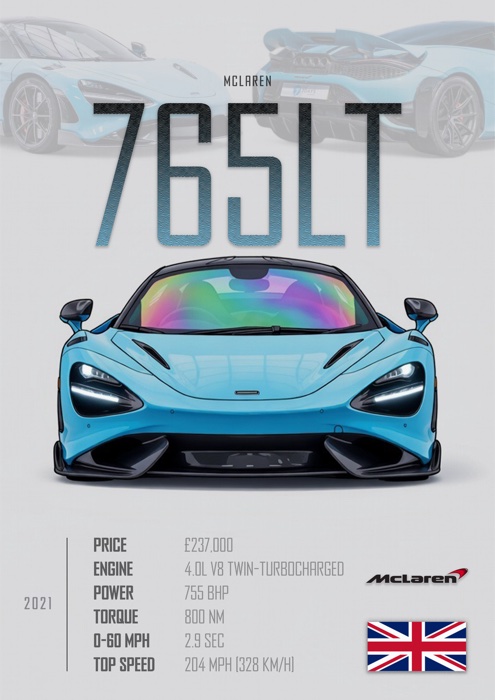 McLAREN
765LT
2021
PRICE £237,000
ENGINE 4.0L V8 TWIN-TURBOCHARGED
POWER 755 BHP
TORQUE 800 NM
0-60 MPH 2.9 SEC
TOP SPEED 204 MPH (328 KM/H)
McLaren